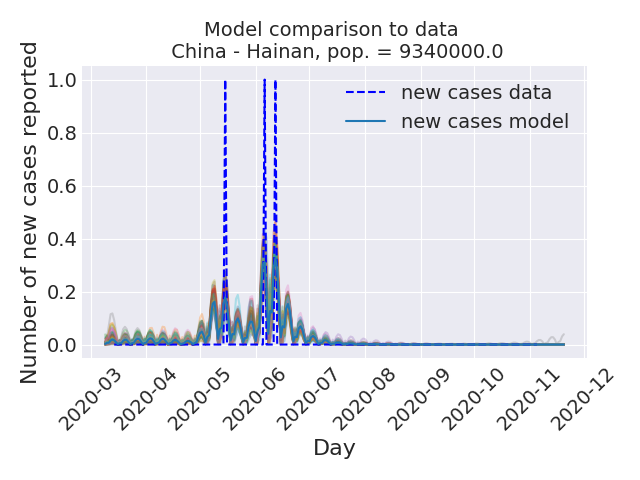 Model comparison to data
China - Hainan, pop. = 9340000.0
Number of new cases reported
1.0
0.8
0.6
0.4
0.2
0.0
new cases data
new cases model
2020-03
2020-04
2020-05
2020-06
2020-07
2020-08
2020-09
2020-10
2020-11
2020-12
Day